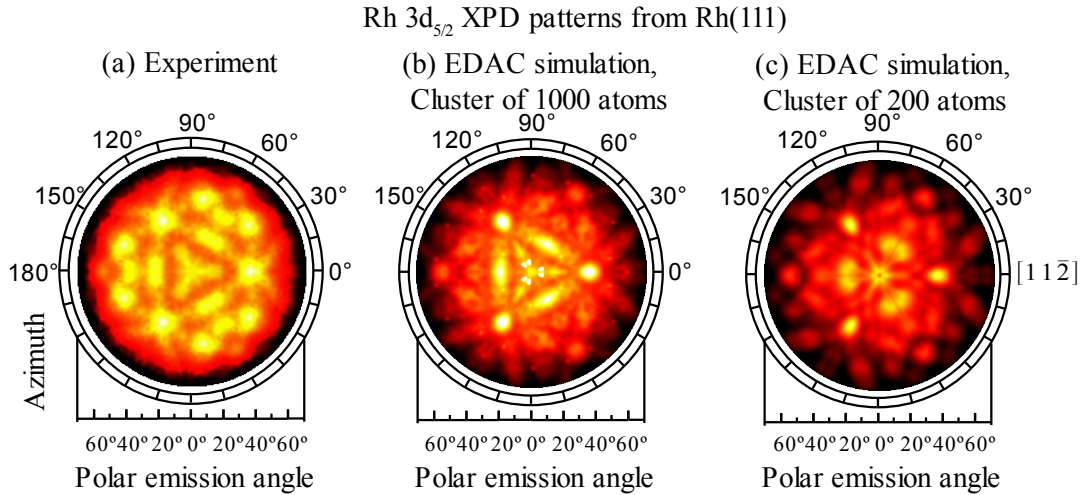 Rh 3d5/2 XPD patterns from Rh(111)
(a) Experiment
(b) EDAC simulation,
Cluster of 1000 atoms
(c) EDAC simulation,
Cluster of 200 atoms
90°
120°
60°
150°
30°
180°
0°
Azimuth
60°40°20° 0° 20°40°60°
Polar emission angle
90°
120°
60°
150°
30°
0°
60°40°20° 0° 20°40°60°
Polar emission angle
90°
120°
60°
150°
30°
[1 1 2̄]
60°40°20° 0° 20°40°60°
Polar emission angle